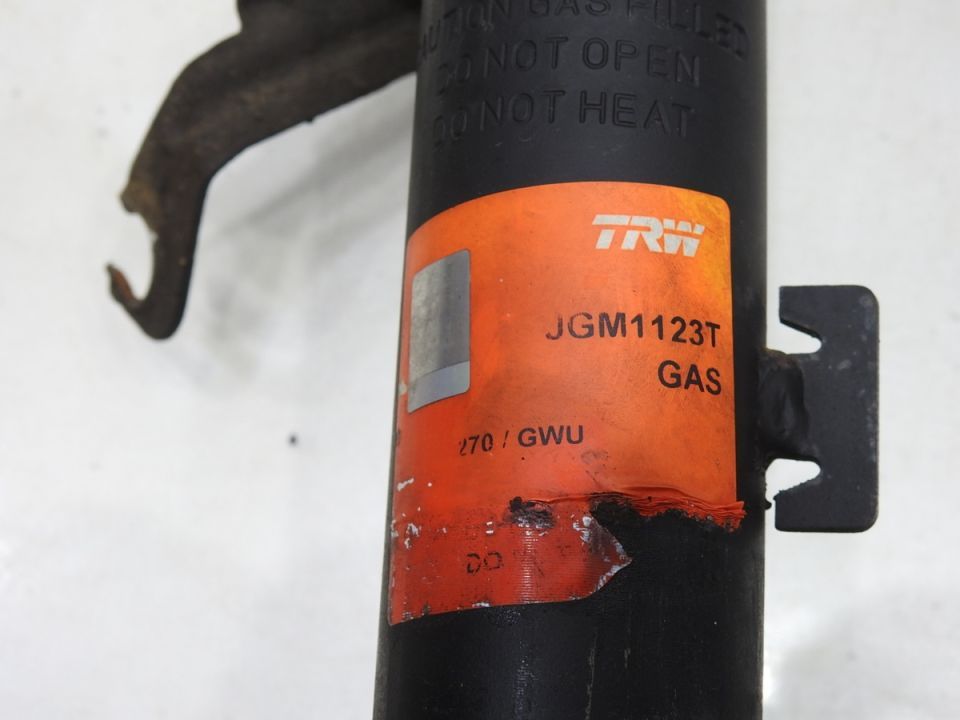 CAUTION GAS FILLED
DO NOT OPEN
DO NOT HEAT
TRW
JGM1123T
GAS
270 / GWU
DO